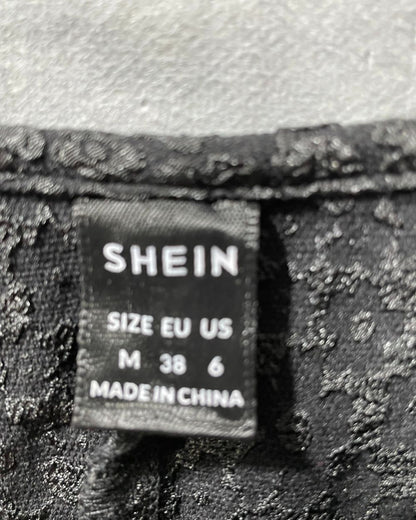 SHEIN
SIZE EU US
M 38 6
MADE IN CHINA